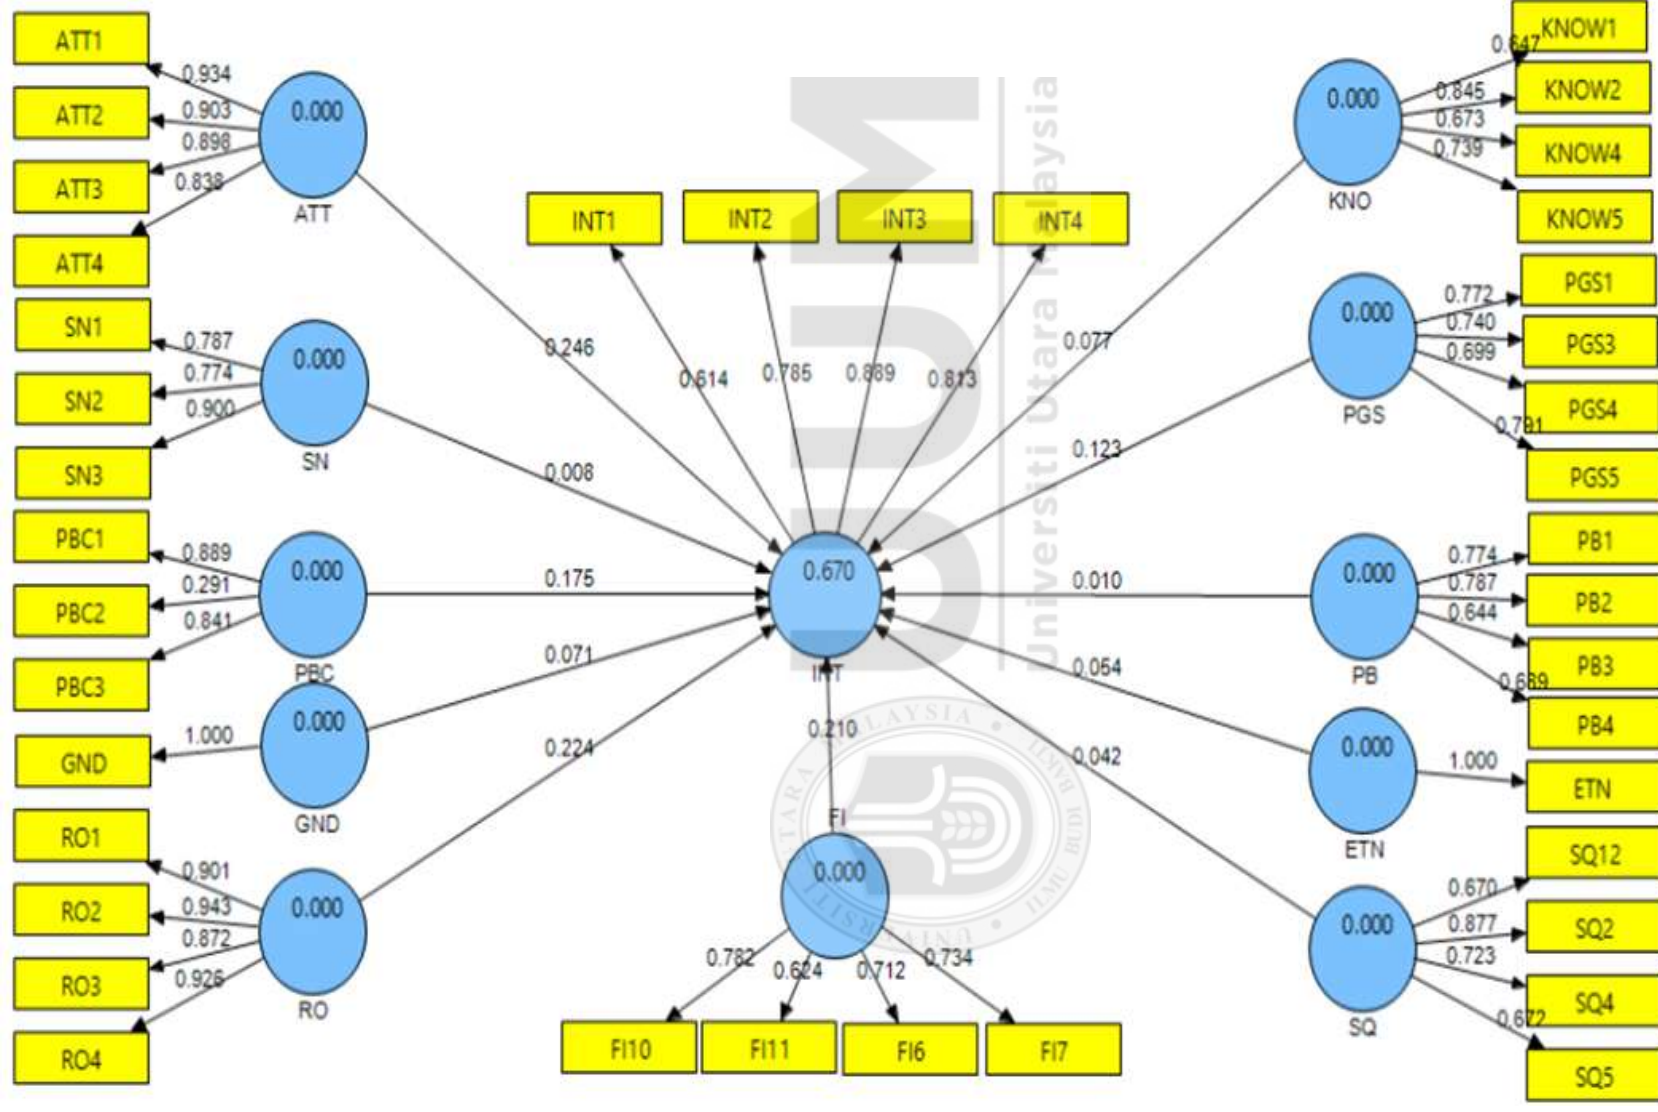 ATT1
0.934
ATT2
0.903
ATT3
0.898
ATT4
0.838
0.000
ATT
SN1
0.787
SN2
0.774
SN3
0.900
0.000
SN
PBC1
0.889
PBC2
0.291
PBC3
0.841
0.000
PBC
GND
1.000
0.000
GND
RO1
0.901
RO2
0.943
RO3
0.872
RO4
0.926
0.000
RO
0.246
0.008
0.175
0.071
0.224
INT1
INT2
INT3
INT4
0.614
0.785
0.889
0.813
0.670
INT
0.210
FI
0.000
0.782
0.624
0.712
0.734
FI10
FI11
FI6
FI7
0.077
0.123
0.010
0.054
0.042
0.000
KNO
KNOW1
0.647
KNOW2
0.845
KNOW4
0.673
KNOW5
0.739
0.000
PGS
PGS1
0.772
PGS3
0.740
PGS4
0.699
PGS5
0.791
0.000
PB
PB1
0.774
PB2
0.787
PB3
0.644
PB4
0.689
0.000
ETN
1.000
ETN
0.000
SQ
SQ12
0.670
SQ2
0.877
SQ4
0.723
SQ5
0.672
UUM
Universiti Utara Malaysia
UNIVERSITI UTARA MALAYSIA
ILMU BUDI BAKTI